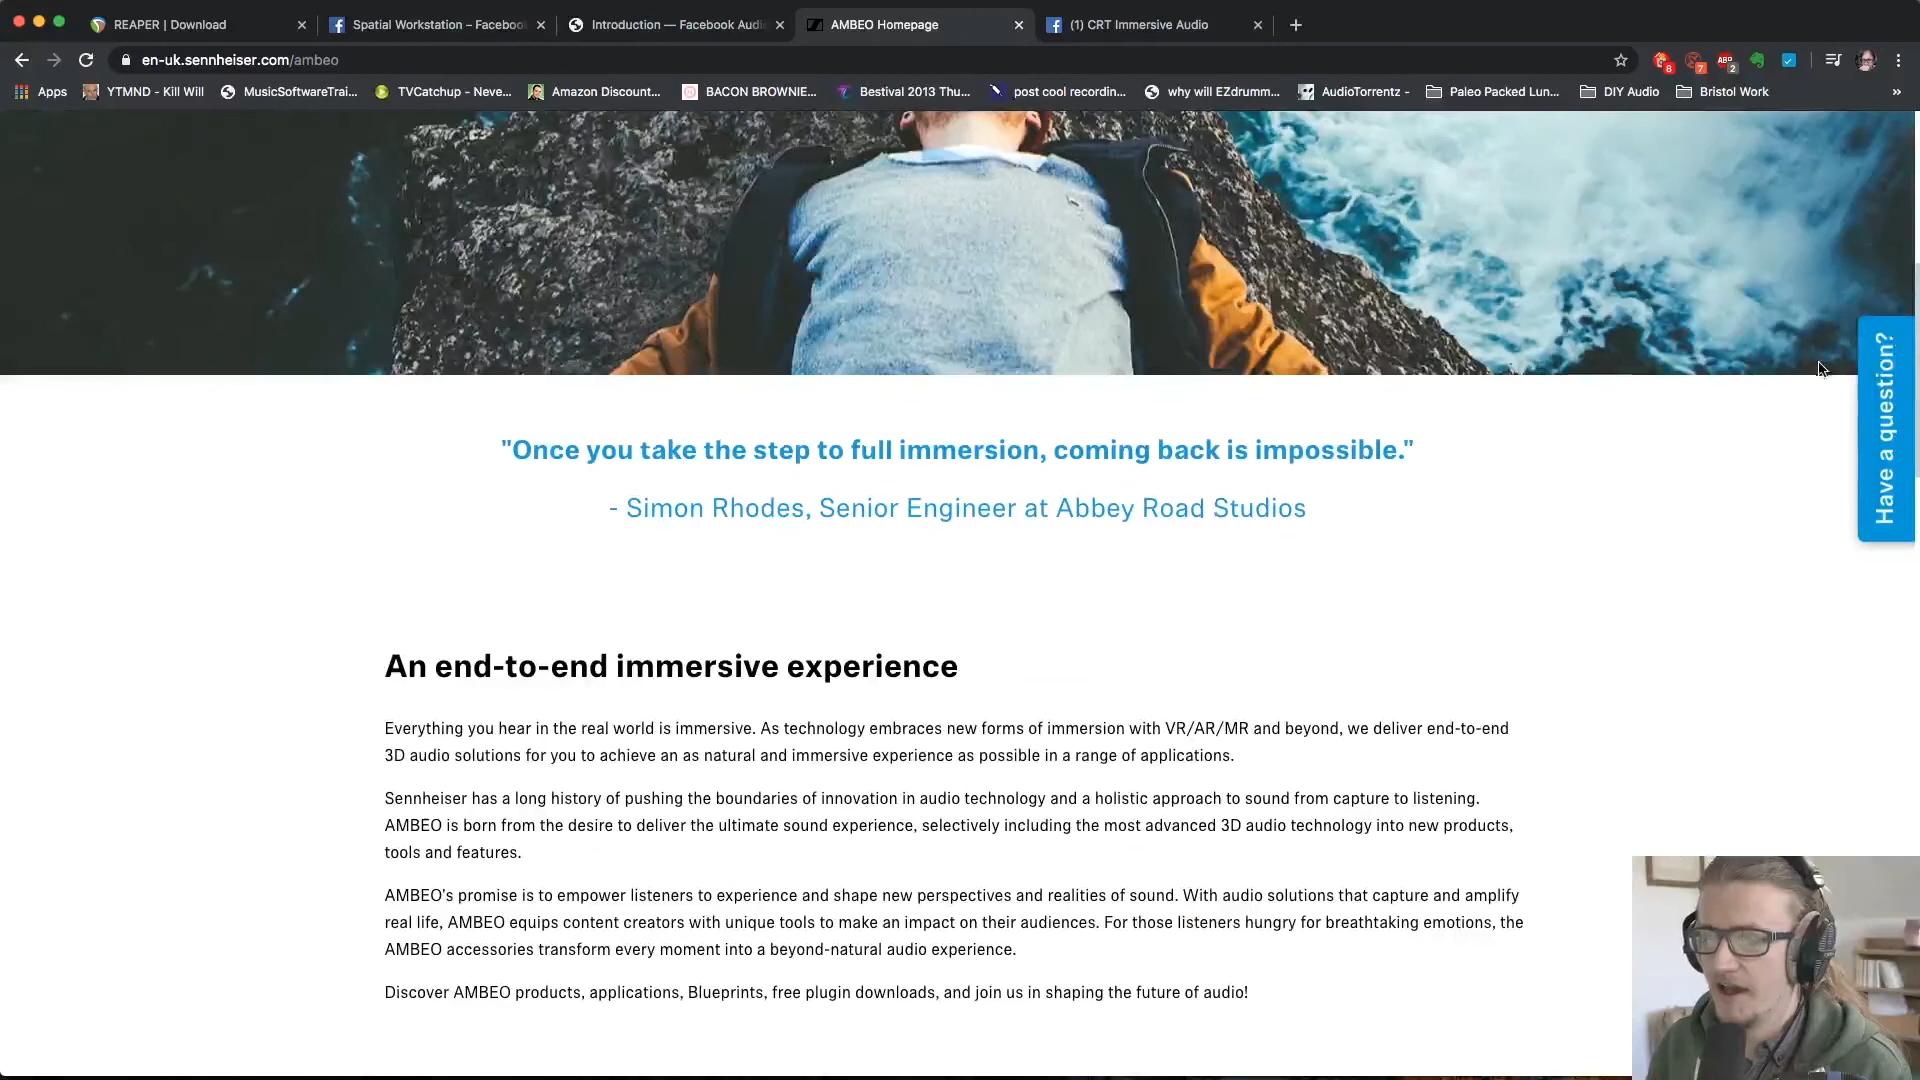 REAPER | Download
Spatial Workstation – Facebook
Introduction — Facebook Audi
AMBEO Homepage
(1) CRT Immersive Audio
en-uk.sennheiser.com/ambeo
8
7
ABP
2
Apps
YTMND - Kill Will
MusicSoftwareTrai...
TVCatchup - Neve...
Amazon Discount...
BACON BROWNIE...
Bestival 2013 Thu...
post cool recordin...
why will EZdrumm...
AudioTorrentz -
Paleo Packed Lun...
DIY Audio
Bristol Work
»
Have a question?
"Once you take the step to full immersion, coming back is impossible."
- Simon Rhodes, Senior Engineer at Abbey Road Studios
An end-to-end immersive experience
Everything you hear in the real world is immersive. As technology embraces new forms of immersion with VR/AR/MR and beyond, we deliver end-to-end
3D audio solutions for you to achieve an as natural and immersive experience as possible in a range of applications.
Sennheiser has a long history of pushing the boundaries of innovation in audio technology and a holistic approach to sound from capture to listening.
AMBEO is born from the desire to deliver the ultimate sound experience, selectively including the most advanced 3D audio technology into new products,
tools and features.
AMBEO's promise is to empower listeners to experience and shape new perspectives and realities of sound. With audio solutions that capture and amplify
real life, AMBEO equips content creators with unique tools to make an impact on their audiences. For those listeners hungry for breathtaking emotions, the
AMBEO accessories transform every moment into a beyond-natural audio experience.
Discover AMBEO products, applications, Blueprints, free plugin downloads, and join us in shaping the future of audio!